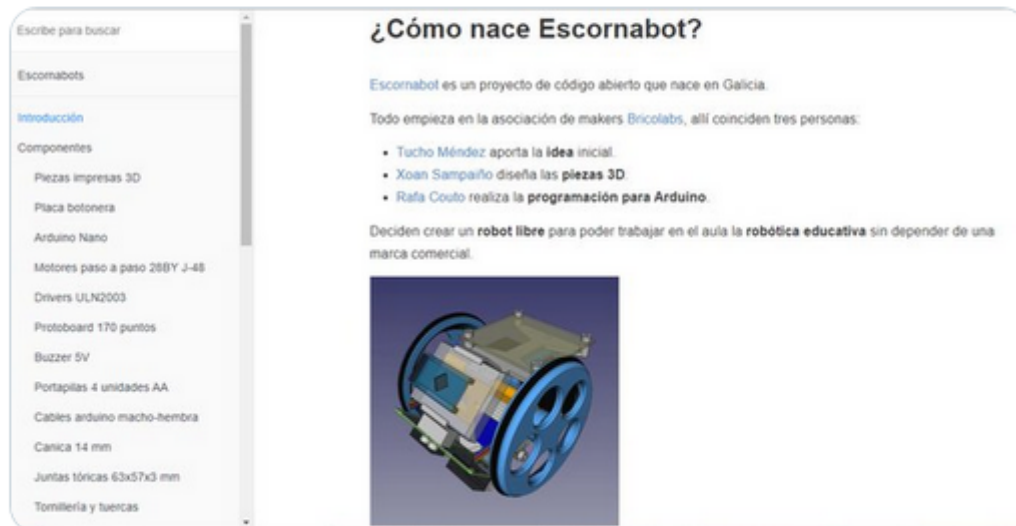 Escribe para buscar
Escornabots
Introducción
Componentes
Piezas impresas 3D
Placa botonera
Arduino Nano
Motores paso a paso 28BY J-48
Drivers ULN2003
Protoboard 170 puntos
Buzzer 5V
Portapilas 4 unidades AA
Cables arduino macho-hembra
Canica 14 mm
Juntas tóricas 63x57x3 mm
Tornillería y tuercas
¿Cómo nace Escornabot?
Escornabot es un proyecto de código abierto que nace en Galicia.
Todo empieza en la asociación de makers Bricolabs, allí coinciden tres personas:
• Tucho Méndez aporta la idea inicial.
• Xoan Sampaiño diseña las piezas 3D.
• Rafa Couto realiza la programación para Arduino.
Deciden crear un robot libre para poder trabajar en el aula la robótica educativa sin depender de una
marca comercial.